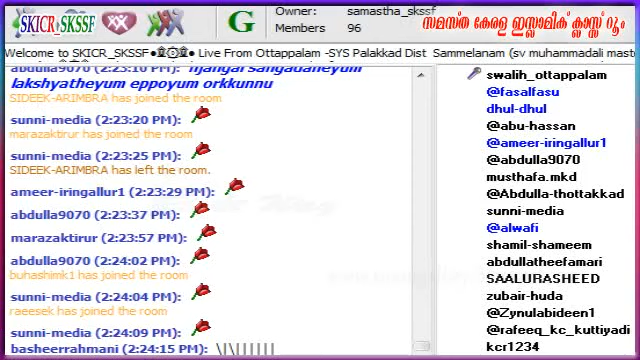 SKICR_SKSSF
G
Owner: samastha_skssf
Members 96
സമസ്ത കേരള ഇസ്ലാമിക് ക്ലാസ്സ് റൂം
Welcome to SKICR_SKSSF●۩۞۩● Live From Ottappalam -SYS Palakkad Dist Sammelanam (sv muhammadali master
abdulla9070 (2:23:10 PM): njangal sangadaneyum
lakshyatheyum eppoyum orkkunnu
SIDEEK-ARIMBRA has joined the room
sunni-media (2:23:20 PM):
marazaktirur has joined the room
sunni-media (2:23:25 PM):
SIDEEK-ARIMBRA has left the room.
ameer-iringallur1 (2:23:29 PM):
abdulla9070 (2:23:37 PM):
marazaktirur (2:23:57 PM):
abdulla9070 (2:24:02 PM):
buhashimk1 has joined the room
sunni-media (2:24:04 PM):
raeesek has joined the room
sunni-media (2:24:09 PM):
basheerrahmani (2:24:15 PM):
swalih_ottappalam
@fasalfasu
dhul-dhul
@abu-hassan
@ameer-iringallur1
@abdulla9070
musthafa.mkd
@Abdulla-thottakkad
sunni-media
@alwafi
shamil-shameem
abdullatheefamari
SAALURASHEED
zubair-huda
@Zynulabideen1
@rafeeq_kc_kuttiyadi
kcr1234